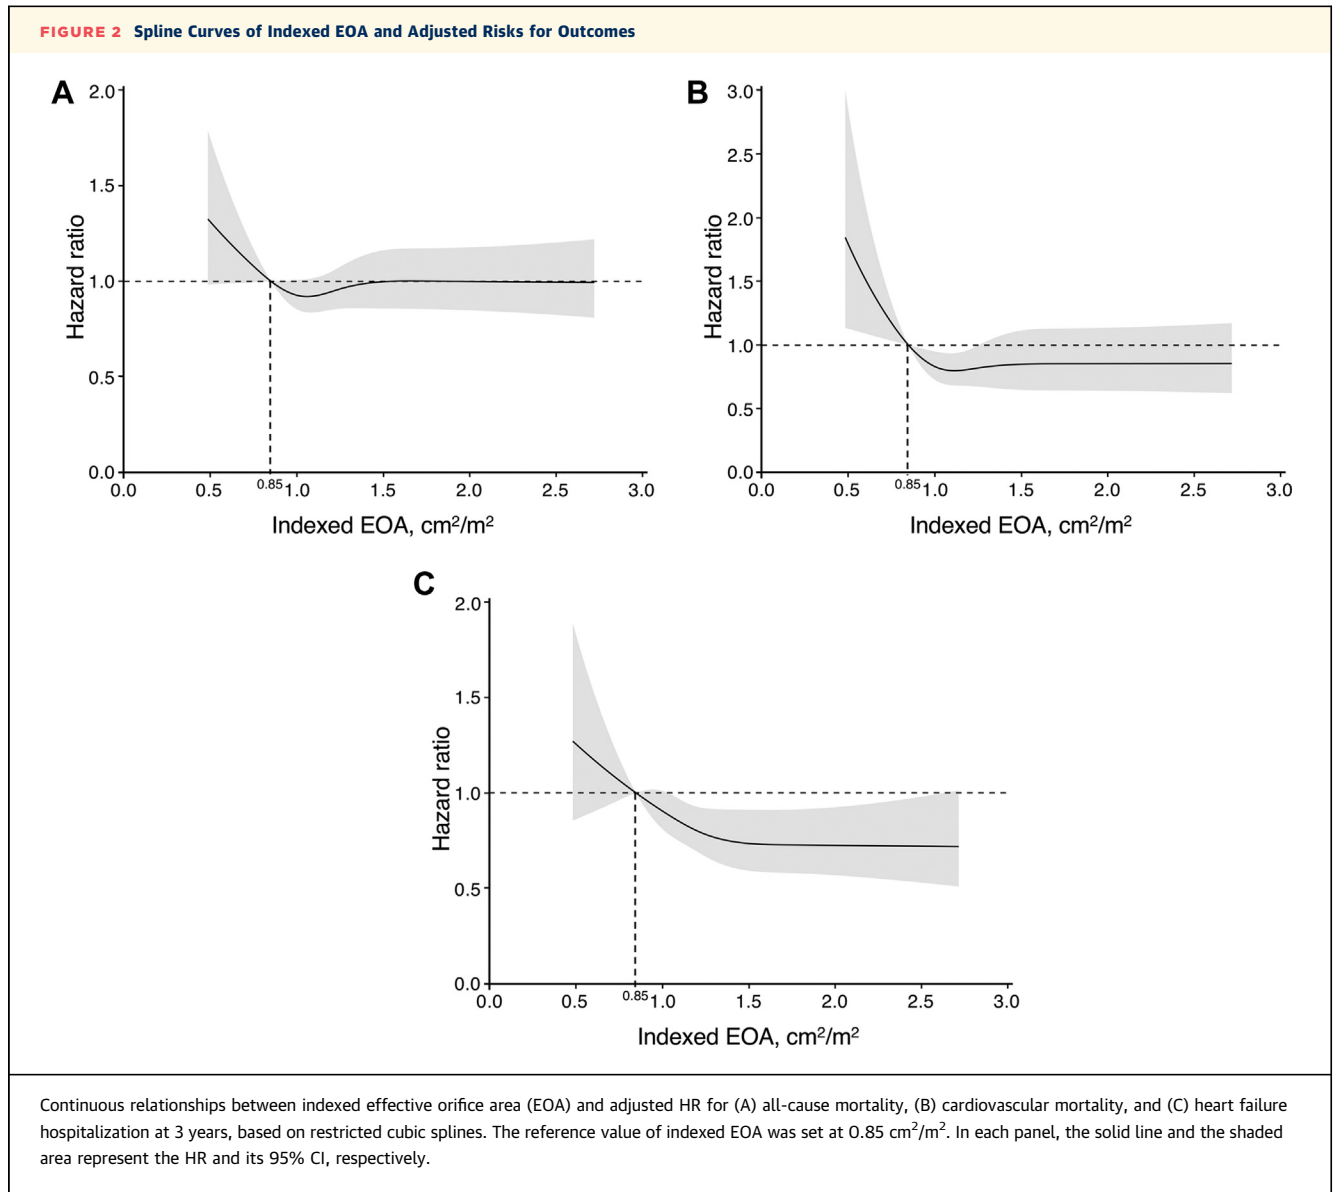 FIGURE 2 Spline Curves of Indexed EOA and Adjusted Risks for Outcomes
A
2.0
1.5
1.0
0.5
0.0
Hazard ratio
0.0 0.5 0.85 1.0 1.5 2.0 2.5 3.0
Indexed EOA, cm²/m²
B
3.0
2.5
2.0
1.5
1.0
0.5
0.0
Hazard ratio
0.0 0.5 0.85 1.0 1.5 2.0 2.5 3.0
Indexed EOA, cm²/m²
C
2.0
1.5
1.0
0.5
0.0
Hazard ratio
0.0 0.5 0.85 1.0 1.5 2.0 2.5 3.0
Indexed EOA, cm²/m²
Continuous relationships between indexed effective orifice area (EOA) and adjusted HR for (A) all-cause mortality, (B) cardiovascular mortality, and (C) heart failure
hospitalization at 3 years, based on restricted cubic splines. The reference value of indexed EOA was set at 0.85 cm²/m². In each panel, the solid line and the shaded
area represent the HR and its 95% CI, respectively.